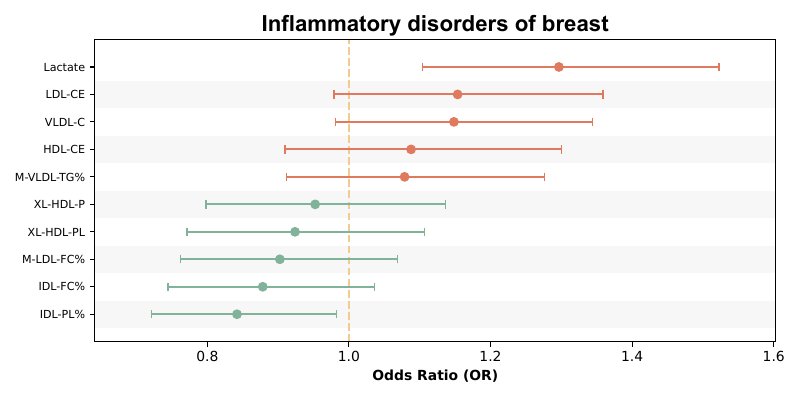 Inflammatory disorders of breast
Lactate
LDL-CE
VLDL-C
HDL-CE
M-VLDL-TG%
XL-HDL-P
XL-HDL-PL
M-LDL-FC%
IDL-FC%
IDL-PL%
0.8 1.0 1.2 1.4 1.6
Odds Ratio (OR)